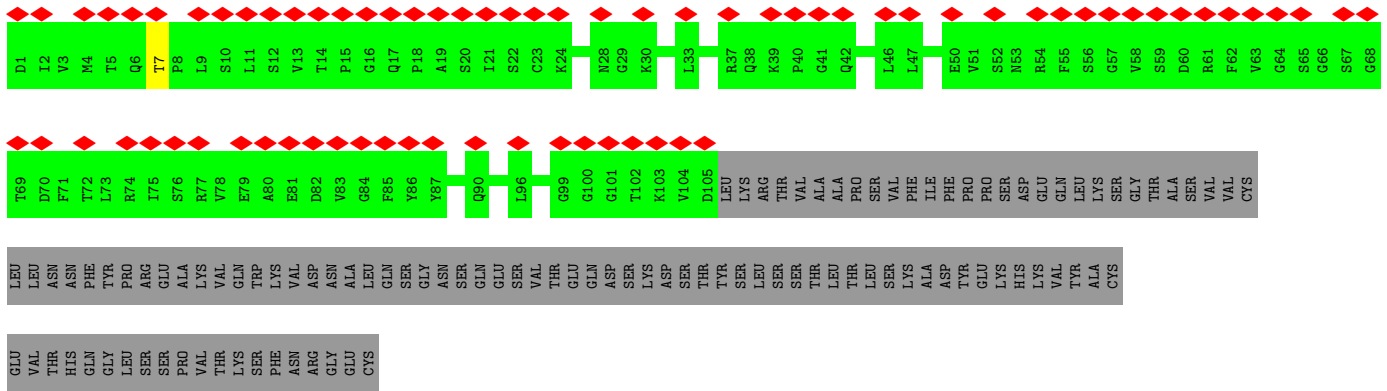 D1 I2 V3 M4 T5 Q6 T7 P8 L9 S10 L11 S12 V13 T14 P15 G16 Q17 P18 A19 S20 I21 S22 C23 K24 N28 G29 K30 L33 R37 Q38 K39 P40 G41 Q42 L46 L47 E50 V51 S52 N53 R54 F55 S56 G57 V58 S59 D60 R61 F62 V63 G64 S65 G66 S67 G68
T69 D70 F71 T72 L73 R74 I75 S76 R77 V78 E79 A80 E81 D82 V83 G84 F85 Y86 Y87 Q90 L96 G99 G100 G101 T102 K103 V104 D105 LEU LYS ARG THR VAL ALA ALA PRO SER VAL PHE ILE PHE PRO PRO SER ASP GLU GLN LEU LYS SER GLY THR ALA SER VAL VAL CYS
LEU LEU ASN ASN PHE TYR PRO ARG GLU ALA LYS VAL GLN TRP LYS VAL ASP ASN ALA LEU GLN SER GLY ASN SER GLN GLU SER VAL THR GLU GLN ASP SER LYS ASP SER THR TYR SER LEU SER SER THR LEU THR LEU SER LYS ALA ASP TYR GLU LYS HIS LYS VAL TYR ALA CYS
GLU VAL THR HIS GLN GLY LEU SER SER PRO VAL THR LYS SER PHE ASN ARG GLY GLU CYS